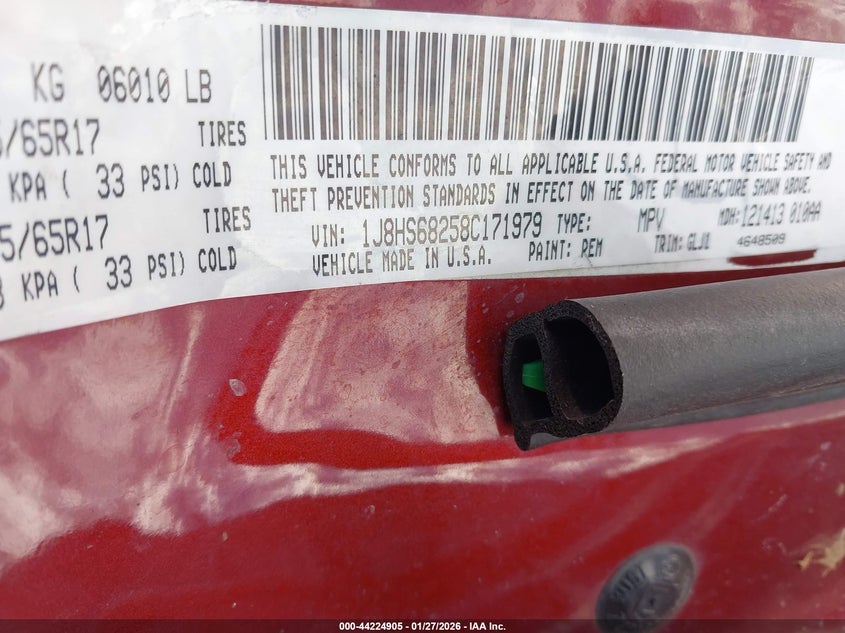 KG 06010 LB
/65R17 TIRES
KPA ( 33 PSI) COLD
5/65R17 TIRES
KPA ( 33 PSI) COLD
THIS VEHICLE CONFORMS TO ALL APPLICABLE U.S.A. FEDERAL MOTOR VEHICLE SAFETY AND
THEFT PREVENTION STANDARDS IN EFFECT ON THE DATE OF MANUFACTURE SHOWN ABOVE.
VIN: 1J8HS68258C171979 TYPE: MPV MDH: 121413 010AA
VEHICLE MADE IN U.S.A. PAINT: REM TRIM: GLJ1 4648509
000-44224905 | 01/27/2026 | IAA Inc.